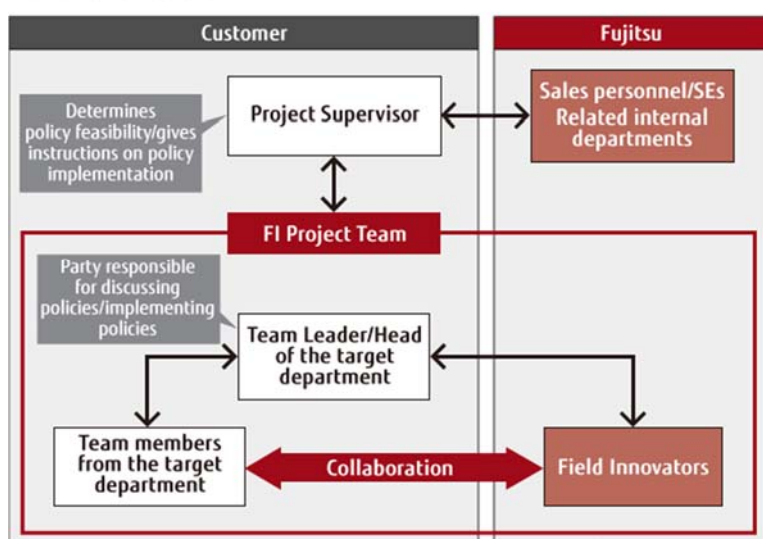 Customer
Fujitsu
Determines
policy feasibility/gives
instructions on policy
implementation
Project Supervisor
Sales personnel/SEs
Related internal
departments
FI Project Team
Party responsible
for discussing
policies/implementing
policies
Team Leader/Head
of the target
department
Team members
from the target
department
Collaboration
Field Innovators